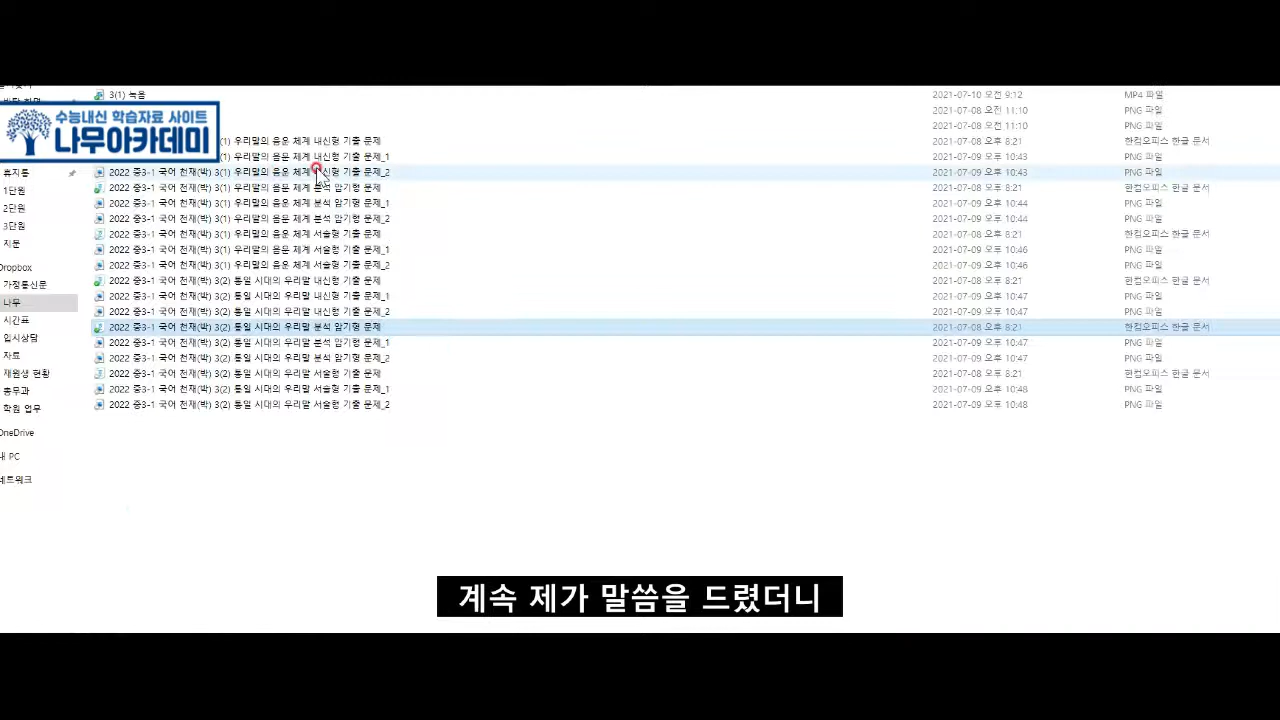 3(1) 녹음 2021-07-10 오전 9:12 MP4 파일
2021-07-08 오전 11:10 PNG 파일
2021-07-08 오전 11:10 PNG 파일
수능내신 학습자료 사이트
나무아카데미
(1) 우리말의 음운 체계 내신형 기출 문제 2021-07-08 오후 8:21 한컴오피스 한글 문서
(1) 우리말의 음운 체계 내신형 기출 문제_1 2021-07-09 오후 10:43 PNG 파일
휴지통
2022 중3-1 국어 천재(박) 3(1) 우리말의 음운 체계 내신형 기출 문제_2 2021-07-09 오후 10:43 PNG 파일
1단원
2022 중3-1 국어 천재(박) 3(1) 우리말의 음운 체계 분석 암기형 문제 2021-07-08 오후 8:21 한컴오피스 한글 문서
2022 중3-1 국어 천재(박) 3(1) 우리말의 음운 체계 분석 암기형 문제_1 2021-07-09 오후 10:44 PNG 파일
2단원
2022 중3-1 국어 천재(박) 3(1) 우리말의 음운 체계 분석 암기형 문제_2 2021-07-09 오후 10:44 PNG 파일
3단원
2022 중3-1 국어 천재(박) 3(1) 우리말의 음운 체계 서술형 기출 문제 2021-07-08 오후 8:21 한컴오피스 한글 문서
지문
2022 중3-1 국어 천재(박) 3(1) 우리말의 음운 체계 서술형 기출 문제_1 2021-07-09 오후 10:46 PNG 파일
Dropbox
2022 중3-1 국어 천재(박) 3(1) 우리말의 음운 체계 서술형 기출 문제_2 2021-07-09 오후 10:46 PNG 파일
가정통신문
2022 중3-1 국어 천재(박) 3(2) 통일 시대의 우리말 내신형 기출 문제 2021-07-08 오후 8:21 한컴오피스 한글 문서
나무
2022 중3-1 국어 천재(박) 3(2) 통일 시대의 우리말 내신형 기출 문제_1 2021-07-09 오후 10:47 PNG 파일
시간표
2022 중3-1 국어 천재(박) 3(2) 통일 시대의 우리말 내신형 기출 문제_2 2021-07-09 오후 10:47 PNG 파일
2022 중3-1 국어 천재(박) 3(2) 통일 시대의 우리말 분석 암기형 문제 2021-07-08 오후 8:21 한컴오피스 한글 문서
입시상담
2022 중3-1 국어 천재(박) 3(2) 통일 시대의 우리말 분석 암기형 문제_1 2021-07-09 오후 10:47 PNG 파일
자료
2022 중3-1 국어 천재(박) 3(2) 통일 시대의 우리말 분석 암기형 문제_2 2021-07-09 오후 10:47 PNG 파일
재원생 현황
2022 중3-1 국어 천재(박) 3(2) 통일 시대의 우리말 서술형 기출 문제 2021-07-08 오후 8:21 한컴오피스 한글 문서
총무과
2022 중3-1 국어 천재(박) 3(2) 통일 시대의 우리말 서술형 기출 문제_1 2021-07-09 오후 10:48 PNG 파일
학원 업무
2022 중3-1 국어 천재(박) 3(2) 통일 시대의 우리말 서술형 기출 문제_2 2021-07-09 오후 10:48 PNG 파일
OneDrive
내 PC
네트워크
계속 제가 말씀을 드렸더니